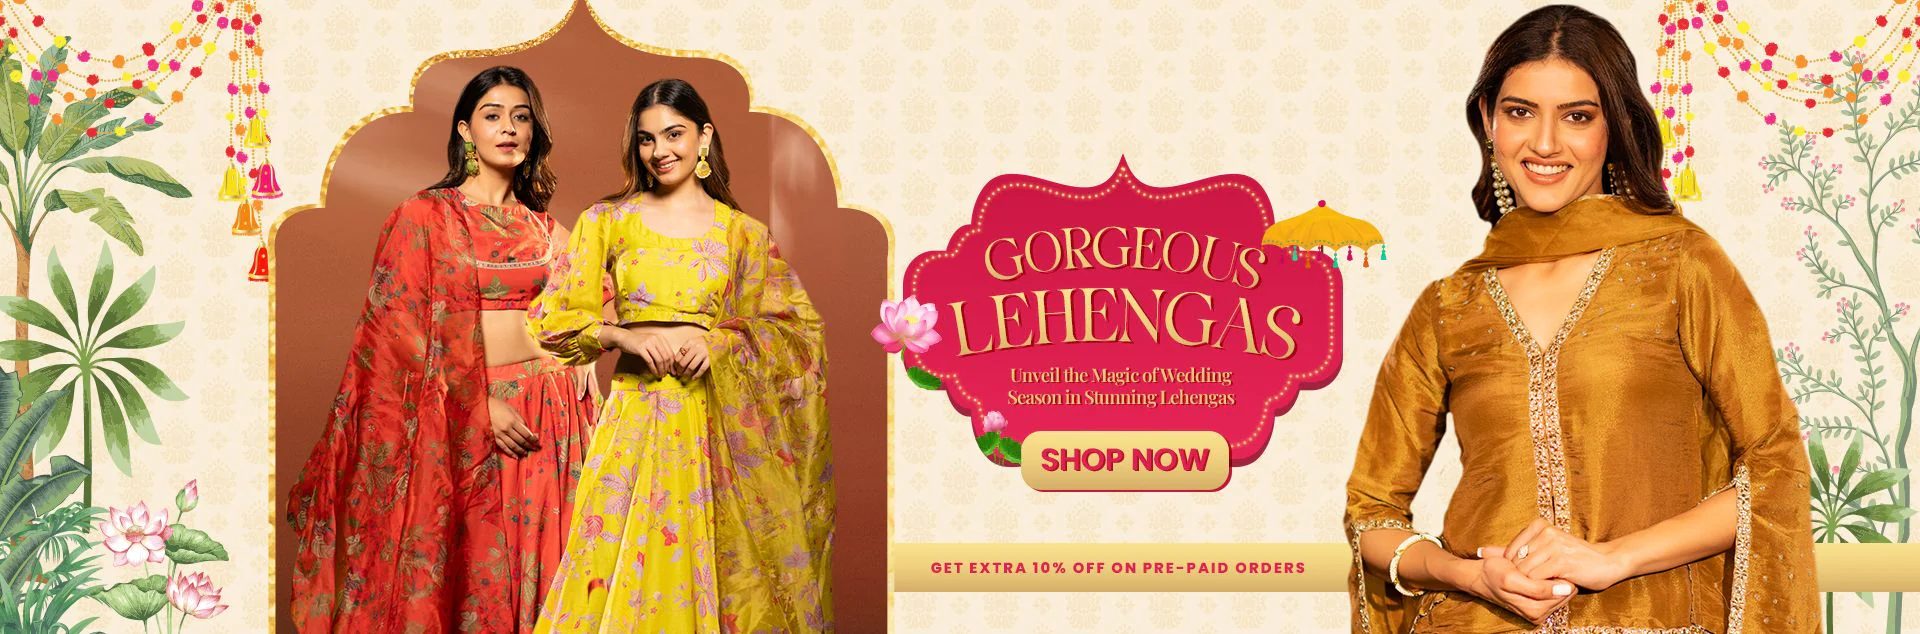 GORGEOUS
LEHENGAS
Unveil the Magic of Wedding
Season in Stunning Lehengas
SHOP NOW
GET EXTRA 10% OFF ON PRE-PAID ORDERS